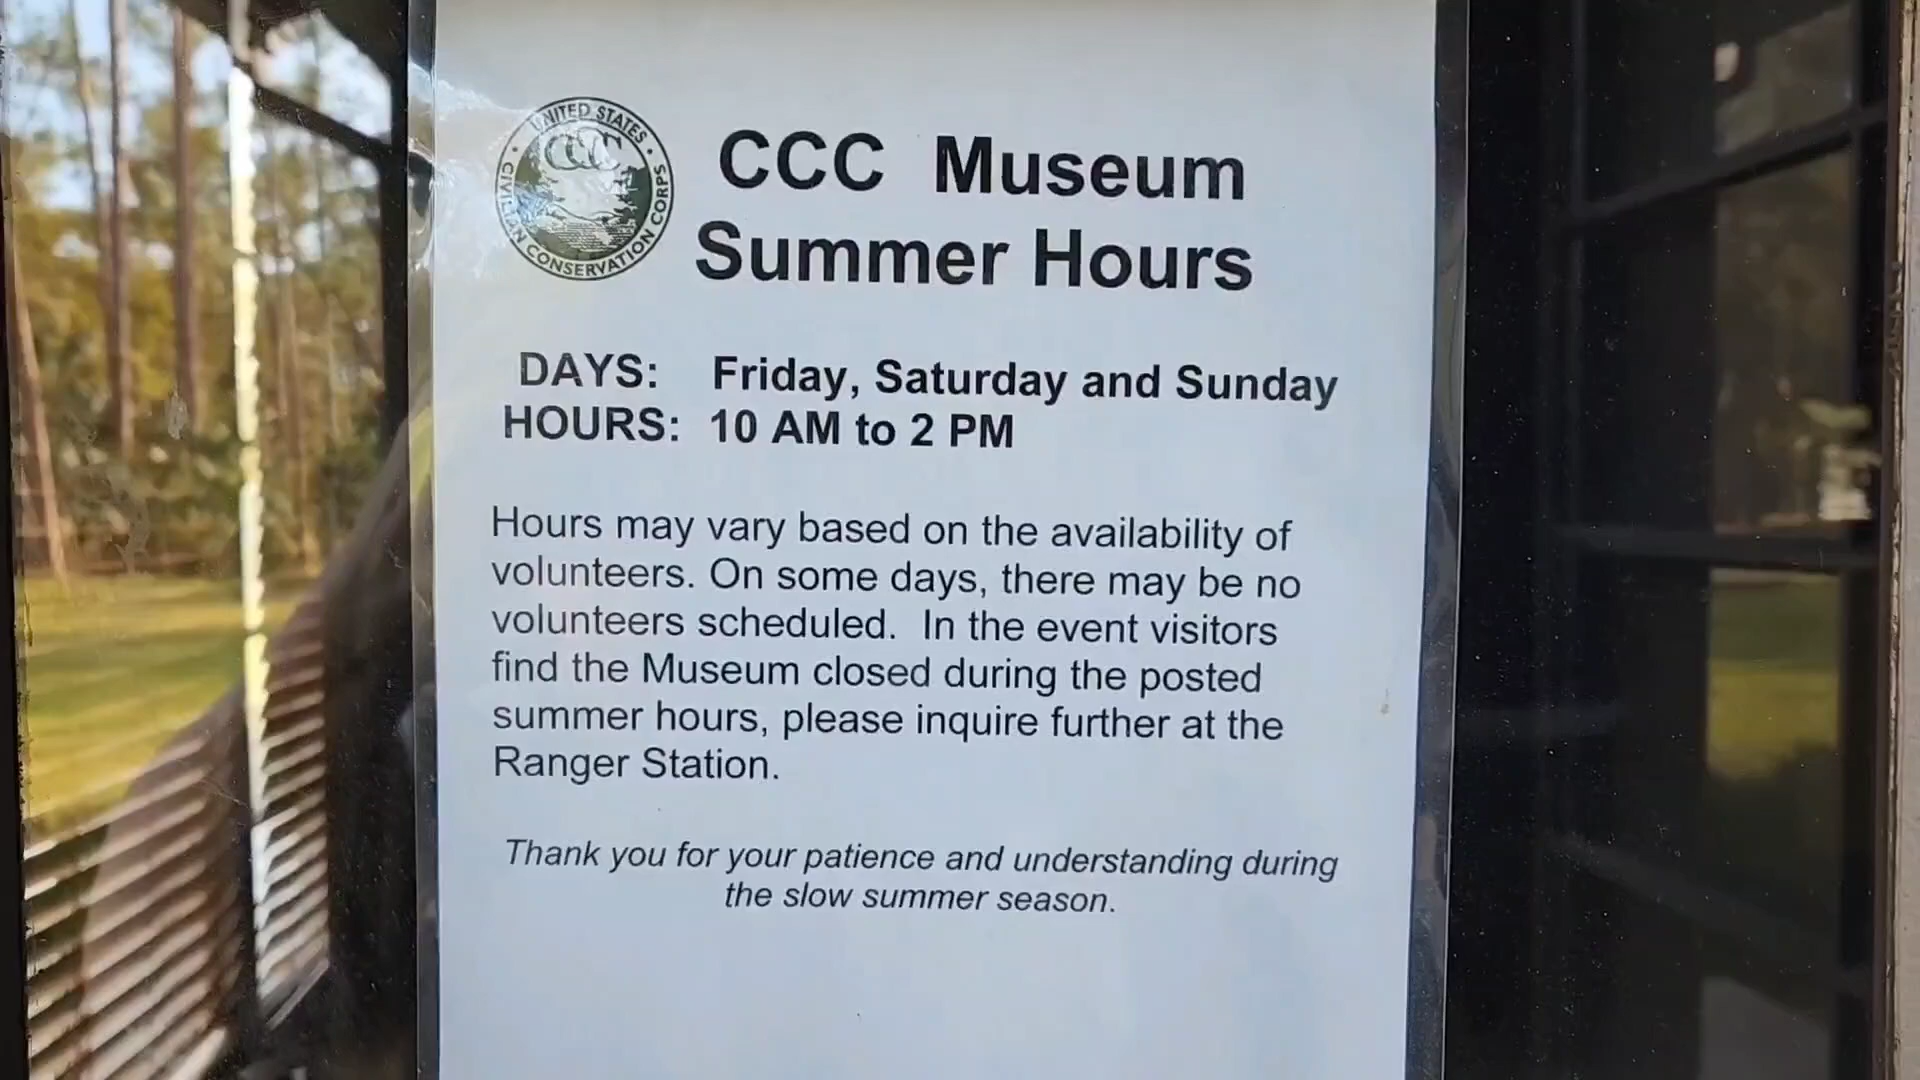 UNITED STATES
CCC
CIVILIAN CONSERVATION CORPS
CCC Museum
Summer Hours
DAYS: Friday, Saturday and Sunday
HOURS: 10 AM to 2 PM
Hours may vary based on the availability of
volunteers. On some days, there may be no
volunteers scheduled. In the event visitors
find the Museum closed during the posted
summer hours, please inquire further at the
Ranger Station.
Thank you for your patience and understanding during
the slow summer season.